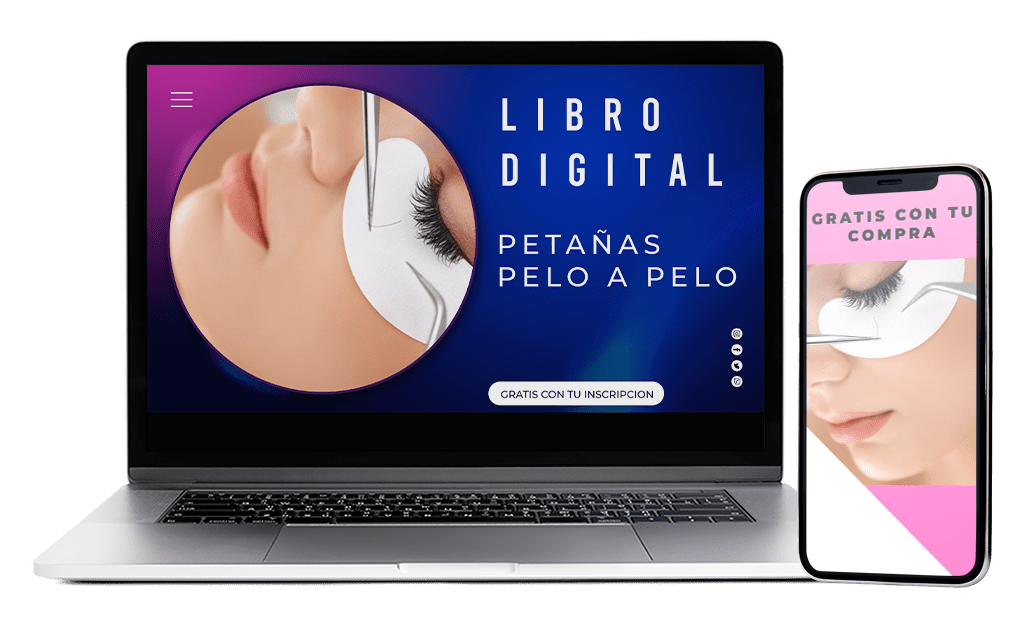 LIBRO
DIGITAL
PETAÑAS
PELO A PELO
GRATIS CON TU INSCRIPCION
GRATIS CON TU
COMPRA